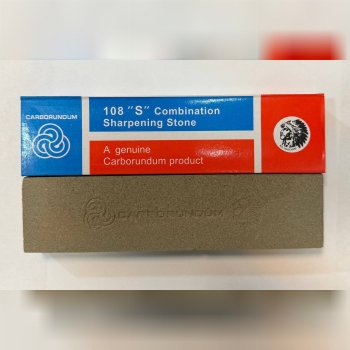 CARBORUNDUM
108 "S" Combination
Sharpening Stone
A genuine
Carborundum product
CARBORUNDUM